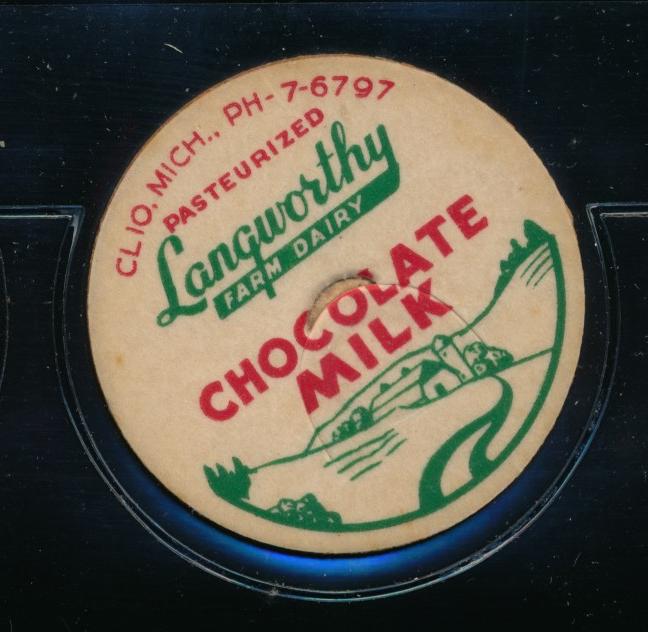 CLIO, MICH., PH-7-6797
PASTEURIZED
Langworthy
FARM DAIRY
CHOCOLATE
MILK